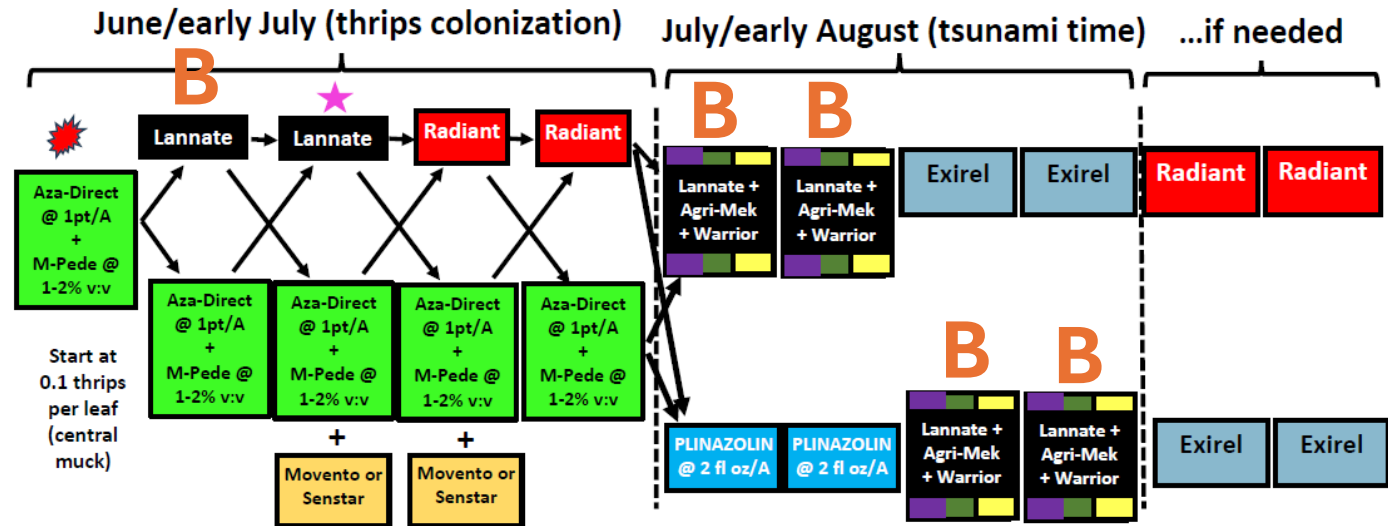 June/early July (thrips colonization)
July/early August (tsunami time)
...if needed
B
Lannate
Lannate
Radiant
Radiant
Aza-Direct
@ 1pt/A
+
M-Pede @
1-2% v:v
Start at
0.1 thrips
per leaf
(central
muck)
Aza-Direct
@ 1pt/A
+
M-Pede @
1-2% v:v
Aza-Direct
@ 1pt/A
+
M-Pede @
1-2% v:v
+
Movento or
Senstar
Aza-Direct
@ 1pt/A
+
M-Pede @
1-2% v:v
+
Movento or
Senstar
Aza-Direct
@ 1pt/A
+
M-Pede @
1-2% v:v
B
Lannate +
Agri-Mek
+ Warrior
B
Lannate +
Agri-Mek
+ Warrior
Exirel
Exirel
Radiant
Radiant
PLINAZOLIN
@ 2 fl oz/A
PLINAZOLIN
@ 2 fl oz/A
B
Lannate +
Agri-Mek
+ Warrior
B
Lannate +
Agri-Mek
+ Warrior
Exirel
Exirel